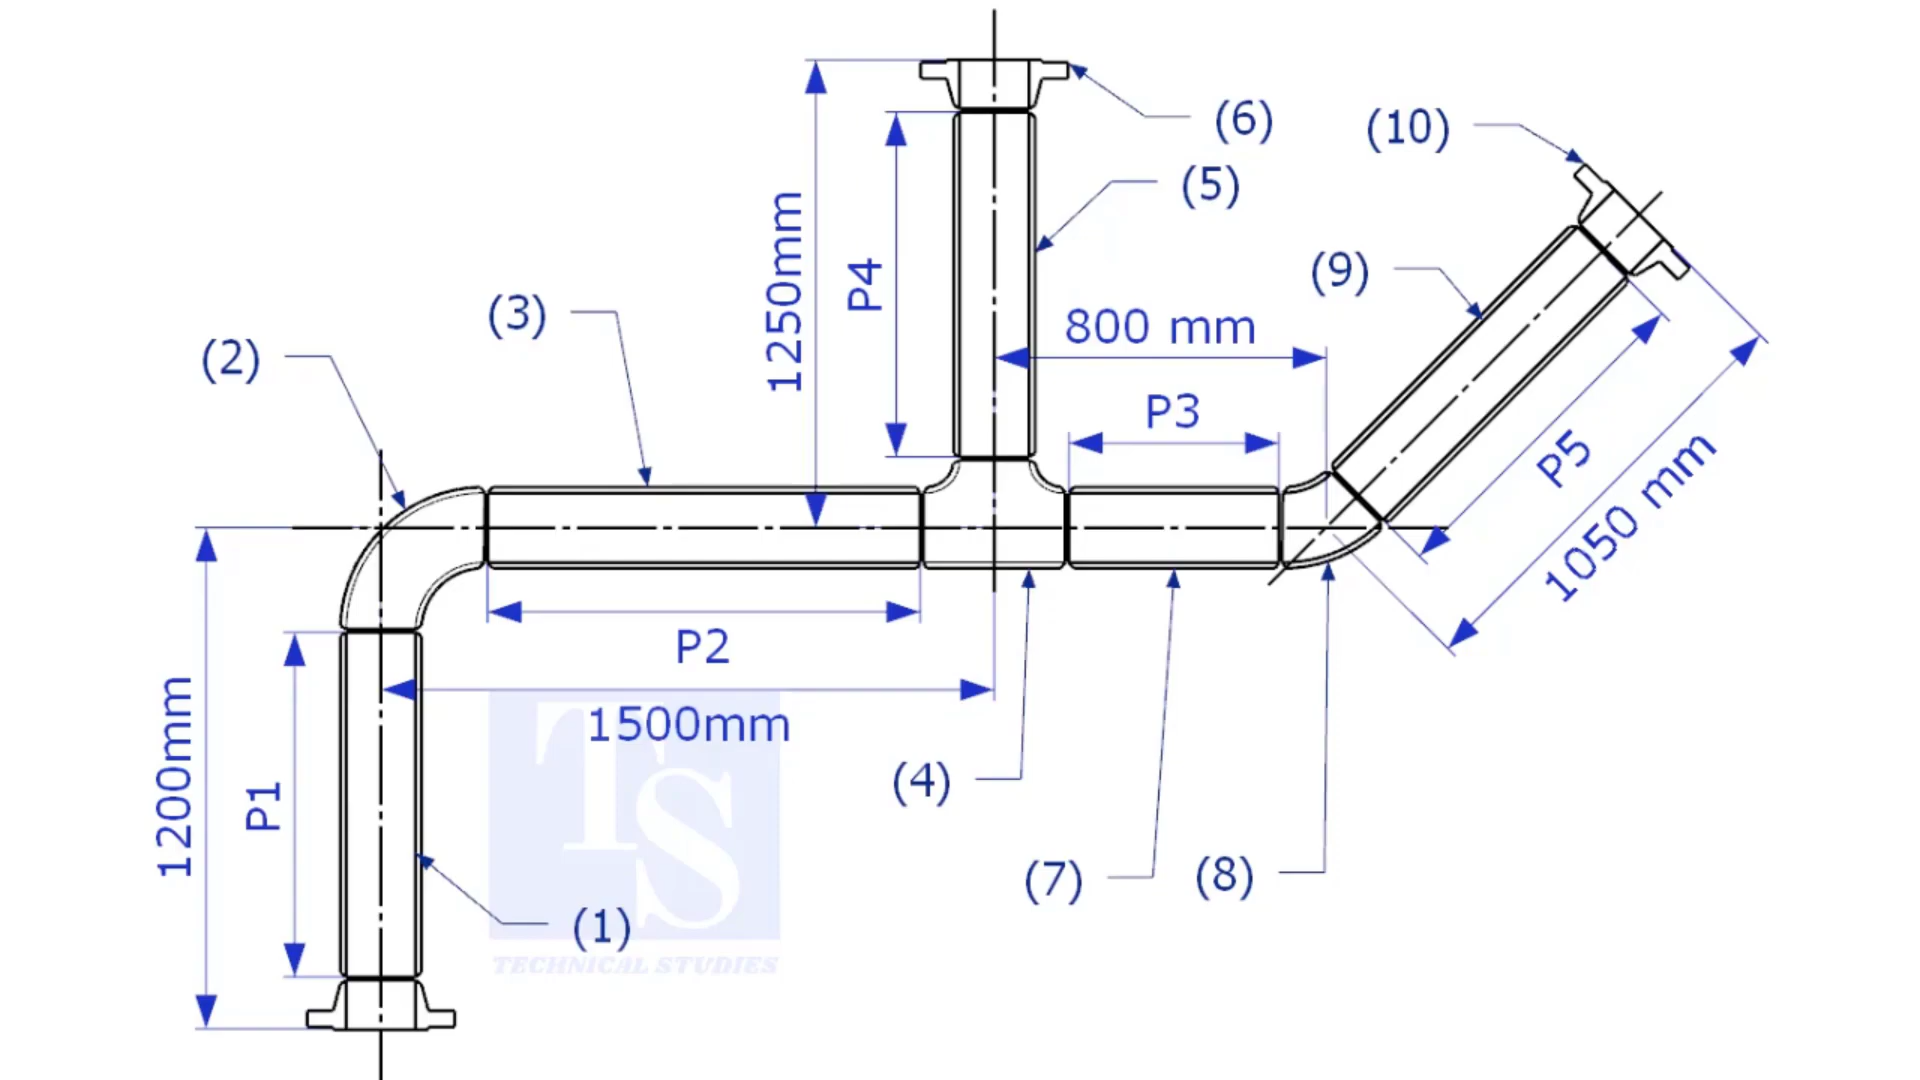 (6)
(10)
(5)
1250mm
P4
(9)
(3)
800 mm
(2)
P3
P5
1050 mm
P2
1500mm
1200mm
P1
(4)
(7)
(8)
(1)
TS
TECHNICAL STUDIES